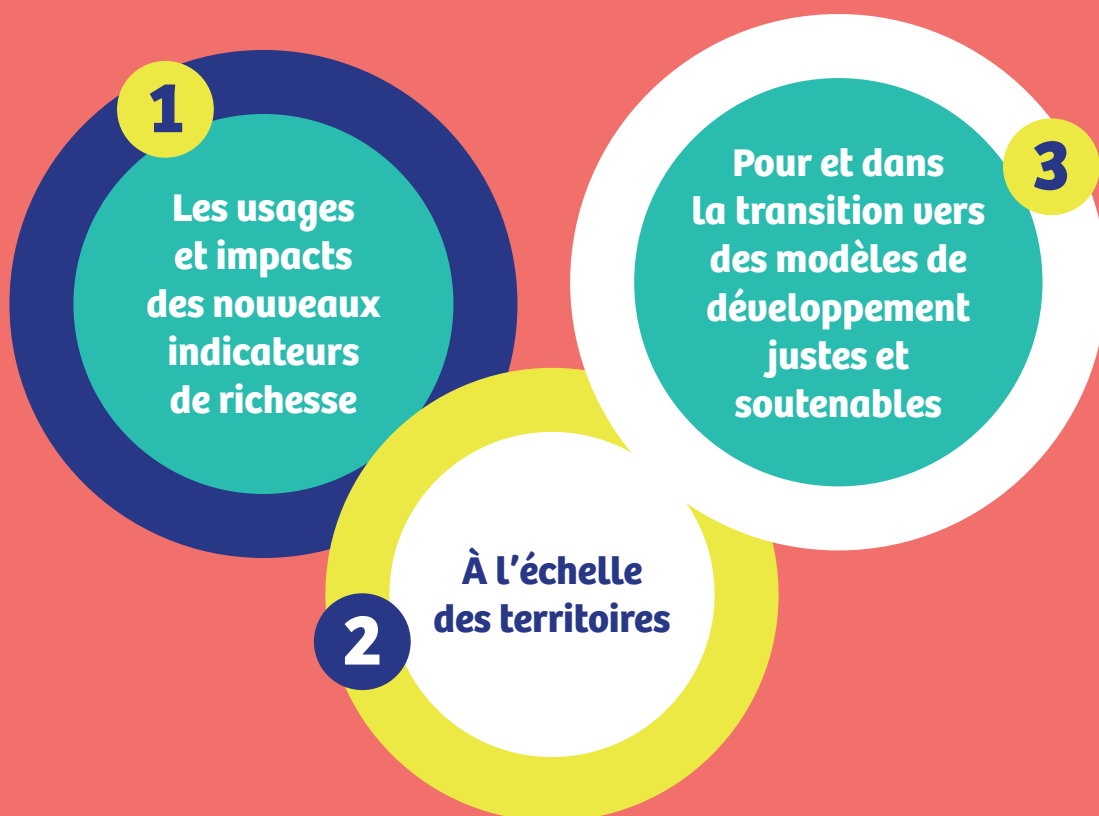 1
Les usages
et impacts
des nouveaux
indicateurs
de richesse
2
À l’échelle
des territoires
3
Pour et dans
la transition vers
des modèles de
développement
justes et
soutenables